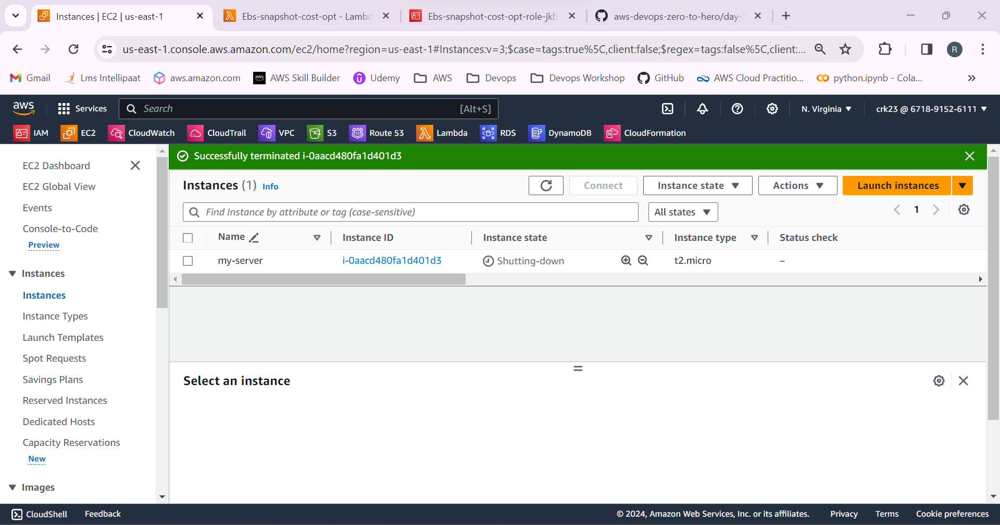 Instances | EC2 | us-east-1
Ebs-snapshot-cost-opt - Lambd
Ebs-snapshot-cost-opt-role-jkb
aws-devops-zero-to-hero/day-
us-east-1.console.aws.amazon.com/ec2/home?region=us-east-1#Instances:v=3;$case=tags:true%5C,client:false;$regex=tags:false%5C,client:...
R
Gmail
Lms Intellipaat
aws.amazon.com
aws
AWS Skill Builder
Udemy
AWS
Devops
Devops Workshop
GitHub
AWS Cloud Practitio...
python.ipynb - Cola...
aws
Services
Search
[Alt+S]
N. Virginia
crk23 @ 6718-9152-6111
IAM
EC2
CloudWatch
CloudTrail
VPC
S3
Route 53
Lambda
RDS
DynamoDB
CloudFormation
EC2 Dashboard
EC2 Global View
Events
Console-to-Code
Preview
Instances
Instances
Instance Types
Launch Templates
Spot Requests
Savings Plans
Reserved Instances
Dedicated Hosts
Capacity Reservations
New
Images
Successfully terminated i-0aacd480fa1d401d3
Instances (1) Info
Connect
Instance state
Actions
Launch instances
Find Instance by attribute or tag (case-sensitive)
All states
1
Name
Instance ID
Instance state
Instance type
Status check
my-server
i-0aacd480fa1d401d3
Shutting-down
t2.micro
–
Select an instance
CloudShell
Feedback
© 2024, Amazon Web Services, Inc. or its affiliates.
Privacy
Terms
Cookie preferences